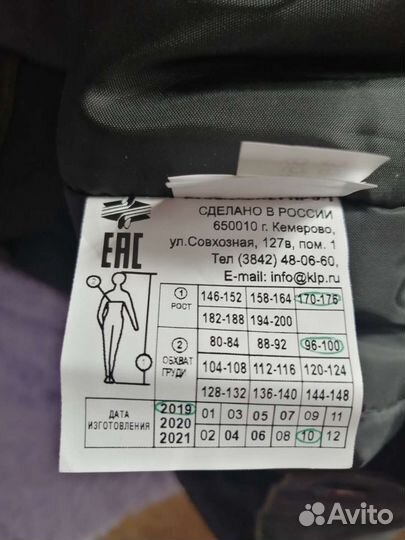 СДЕЛАНО В РОССИИ
650010 г. Кемерово,
ул.Совхозная, 127в, пом. 1
Тел (3842) 48-06-60,
E-mail: info@klp.ru
ЕАС
1 РОСТ 146-152 158-164 170-176
182-188 194-200
2 ОБХВАТ ГРУДИ 80-84 88-92 96-100
104-108 112-116 120-124
128-132 136-140 144-148
ДАТА ИЗГОТОВЛЕНИЯ
2019 01 03 05 07 09 11
2020
2021 02 04 06 08 10 12
1
2
Avito